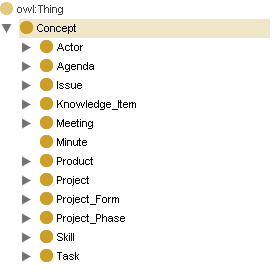 owl:Thing
Concept
Actor
Agenda
Issue
Knowledge_Item
Meeting
Minute
Product
Project
Project_Form
Project_Phase
Skill
Task